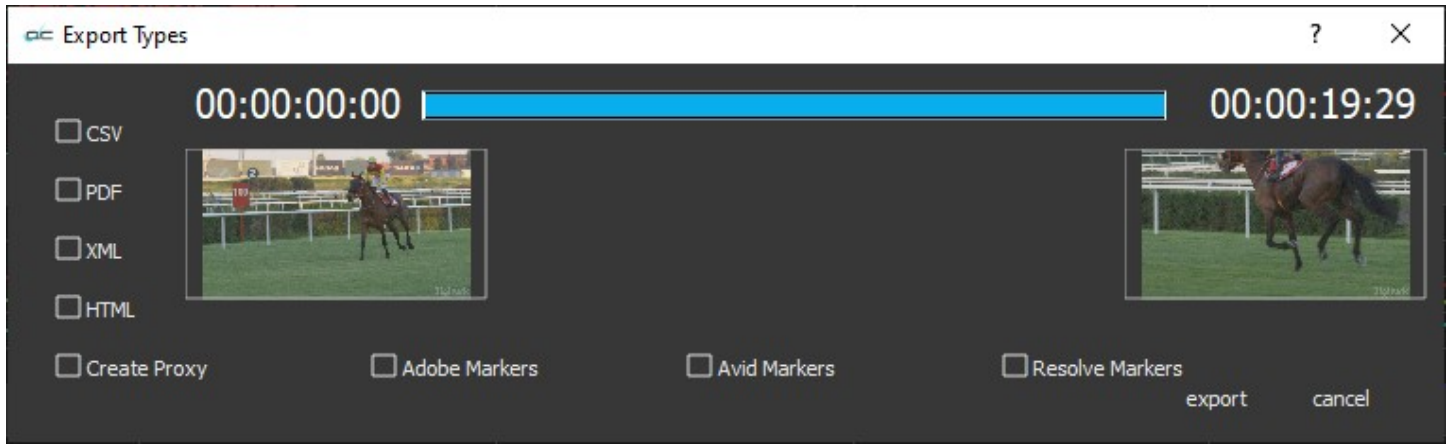 Export Types
?
00:00:00:00
00:00:19:29
CSV
PDF
XML
HTML
Create Proxy
Adobe Markers
Avid Markers
Resolve Markers
export
cancel